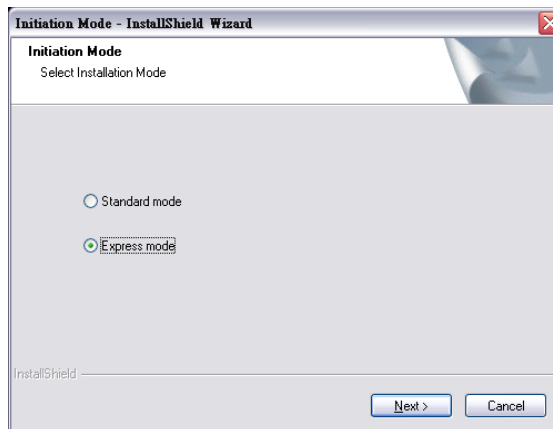 Initiation Mode - InstallShield Wizard
Initiation Mode
Select Installation Mode
Standard mode
Express mode
InstallShield
Next >
Cancel